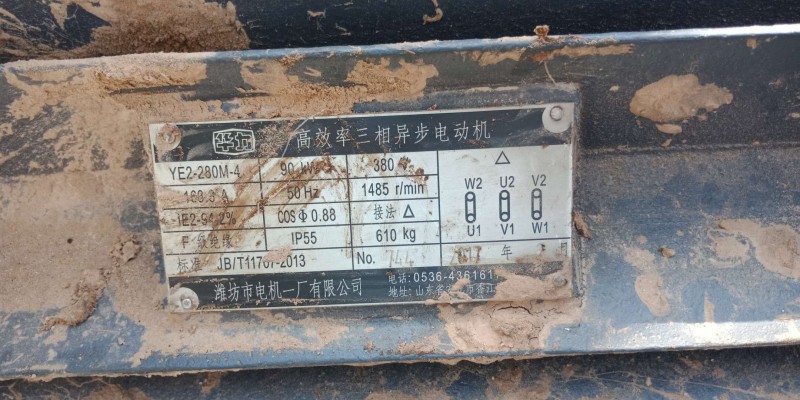 高效率三相异步电动机
YE2-280M-4 90 kW 380 V △
A 50 Hz 1485 r/min W2 U2 V2
IE2-94.2% COSΦ 0.88 接法 △ U1 V1 W1
F 级绝缘 IP55 610 kg
标准 JB/T11707-2013 No. 年 月
潍坊市电机一厂有限公司 电话:0536-436161
地址:山东省